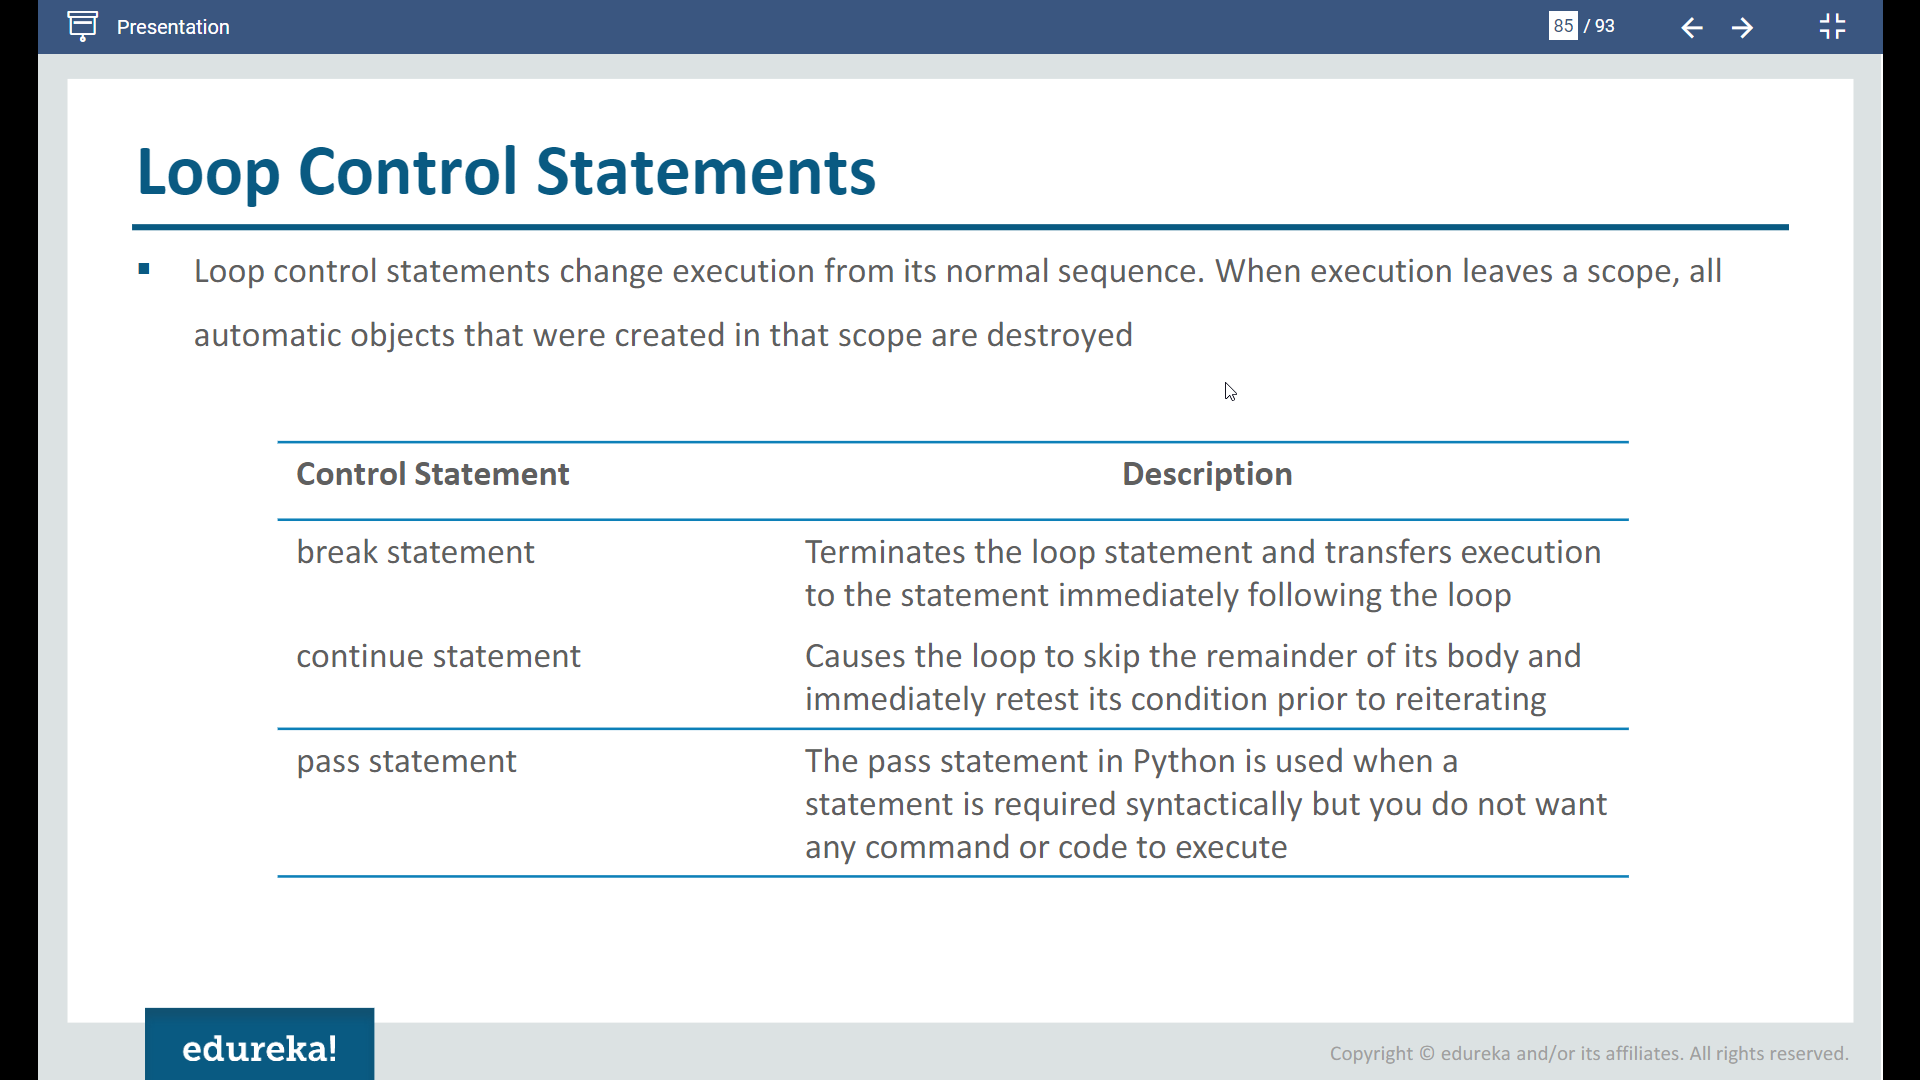 Presentation
85 / 93
Loop Control Statements
▪ Loop control statements change execution from its normal sequence. When execution leaves a scope, all
automatic objects that were created in that scope are destroyed
Control Statement Description
break statement Terminates the loop statement and transfers execution
to the statement immediately following the loop
continue statement Causes the loop to skip the remainder of its body and
immediately retest its condition prior to reiterating
pass statement The pass statement in Python is used when a
statement is required syntactically but you do not want
any command or code to execute
edureka!
Copyright © edureka and/or its affiliates. All rights reserved.